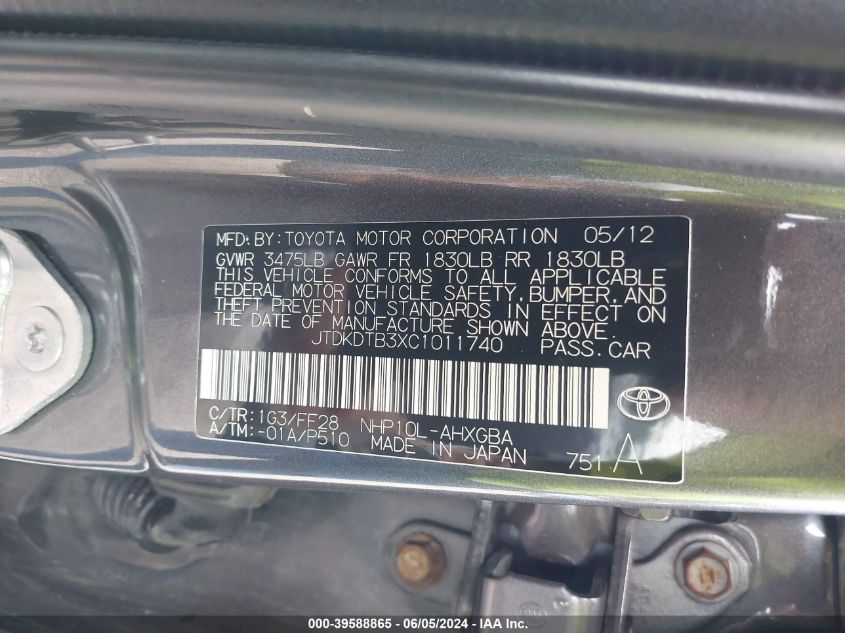 MFD. BY: TOYOTA MOTOR CORPORATION 05/12
GVWR 3475LB GAWR FR 1830LB RR 1830LB
THIS VEHICLE CONFORMS TO ALL APPLICABLE
FEDERAL MOTOR VEHICLE SAFETY, BUMPER, AND
THEFT PREVENTION STANDARDS IN EFFECT ON
THE DATE OF MANUFACTURE SHOWN ABOVE.
JTDKDTB3XC1011740 PASS. CAR
C/TR: 1G3/FF28 NHP10L-AHXGBA
A/TM: -01A/P510 MADE IN JAPAN 751 A
000-39588865 / 06/05/2024 - IAA Inc.